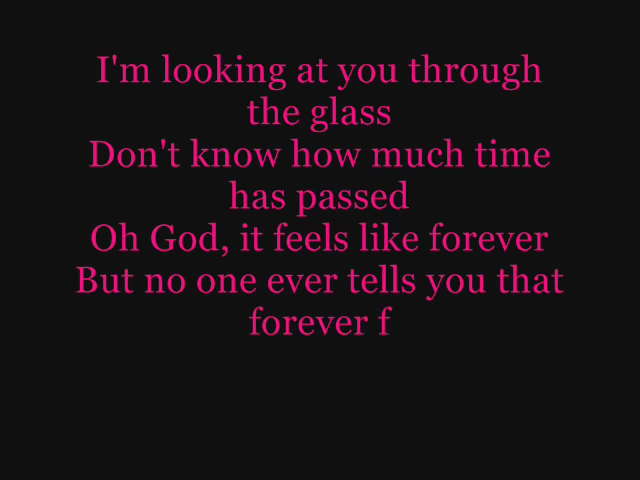 I'm looking at you through
the glass
Don't know how much time
has passed
Oh God, it feels like forever
But no one ever tells you that
forever f